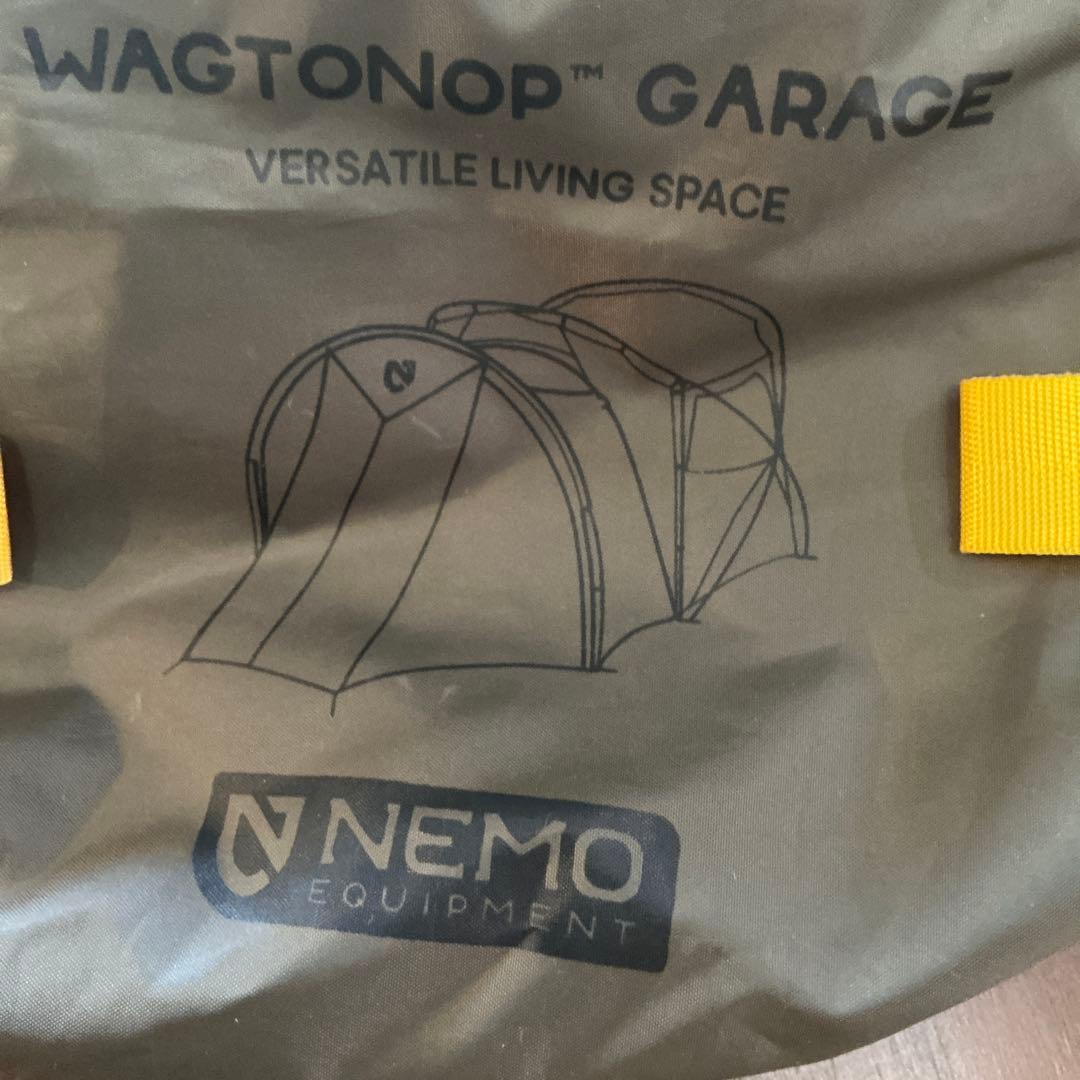 WAGTONOP™ GARAGE
VERSATILE LIVING SPACE
NEMO
EQUIPMENT